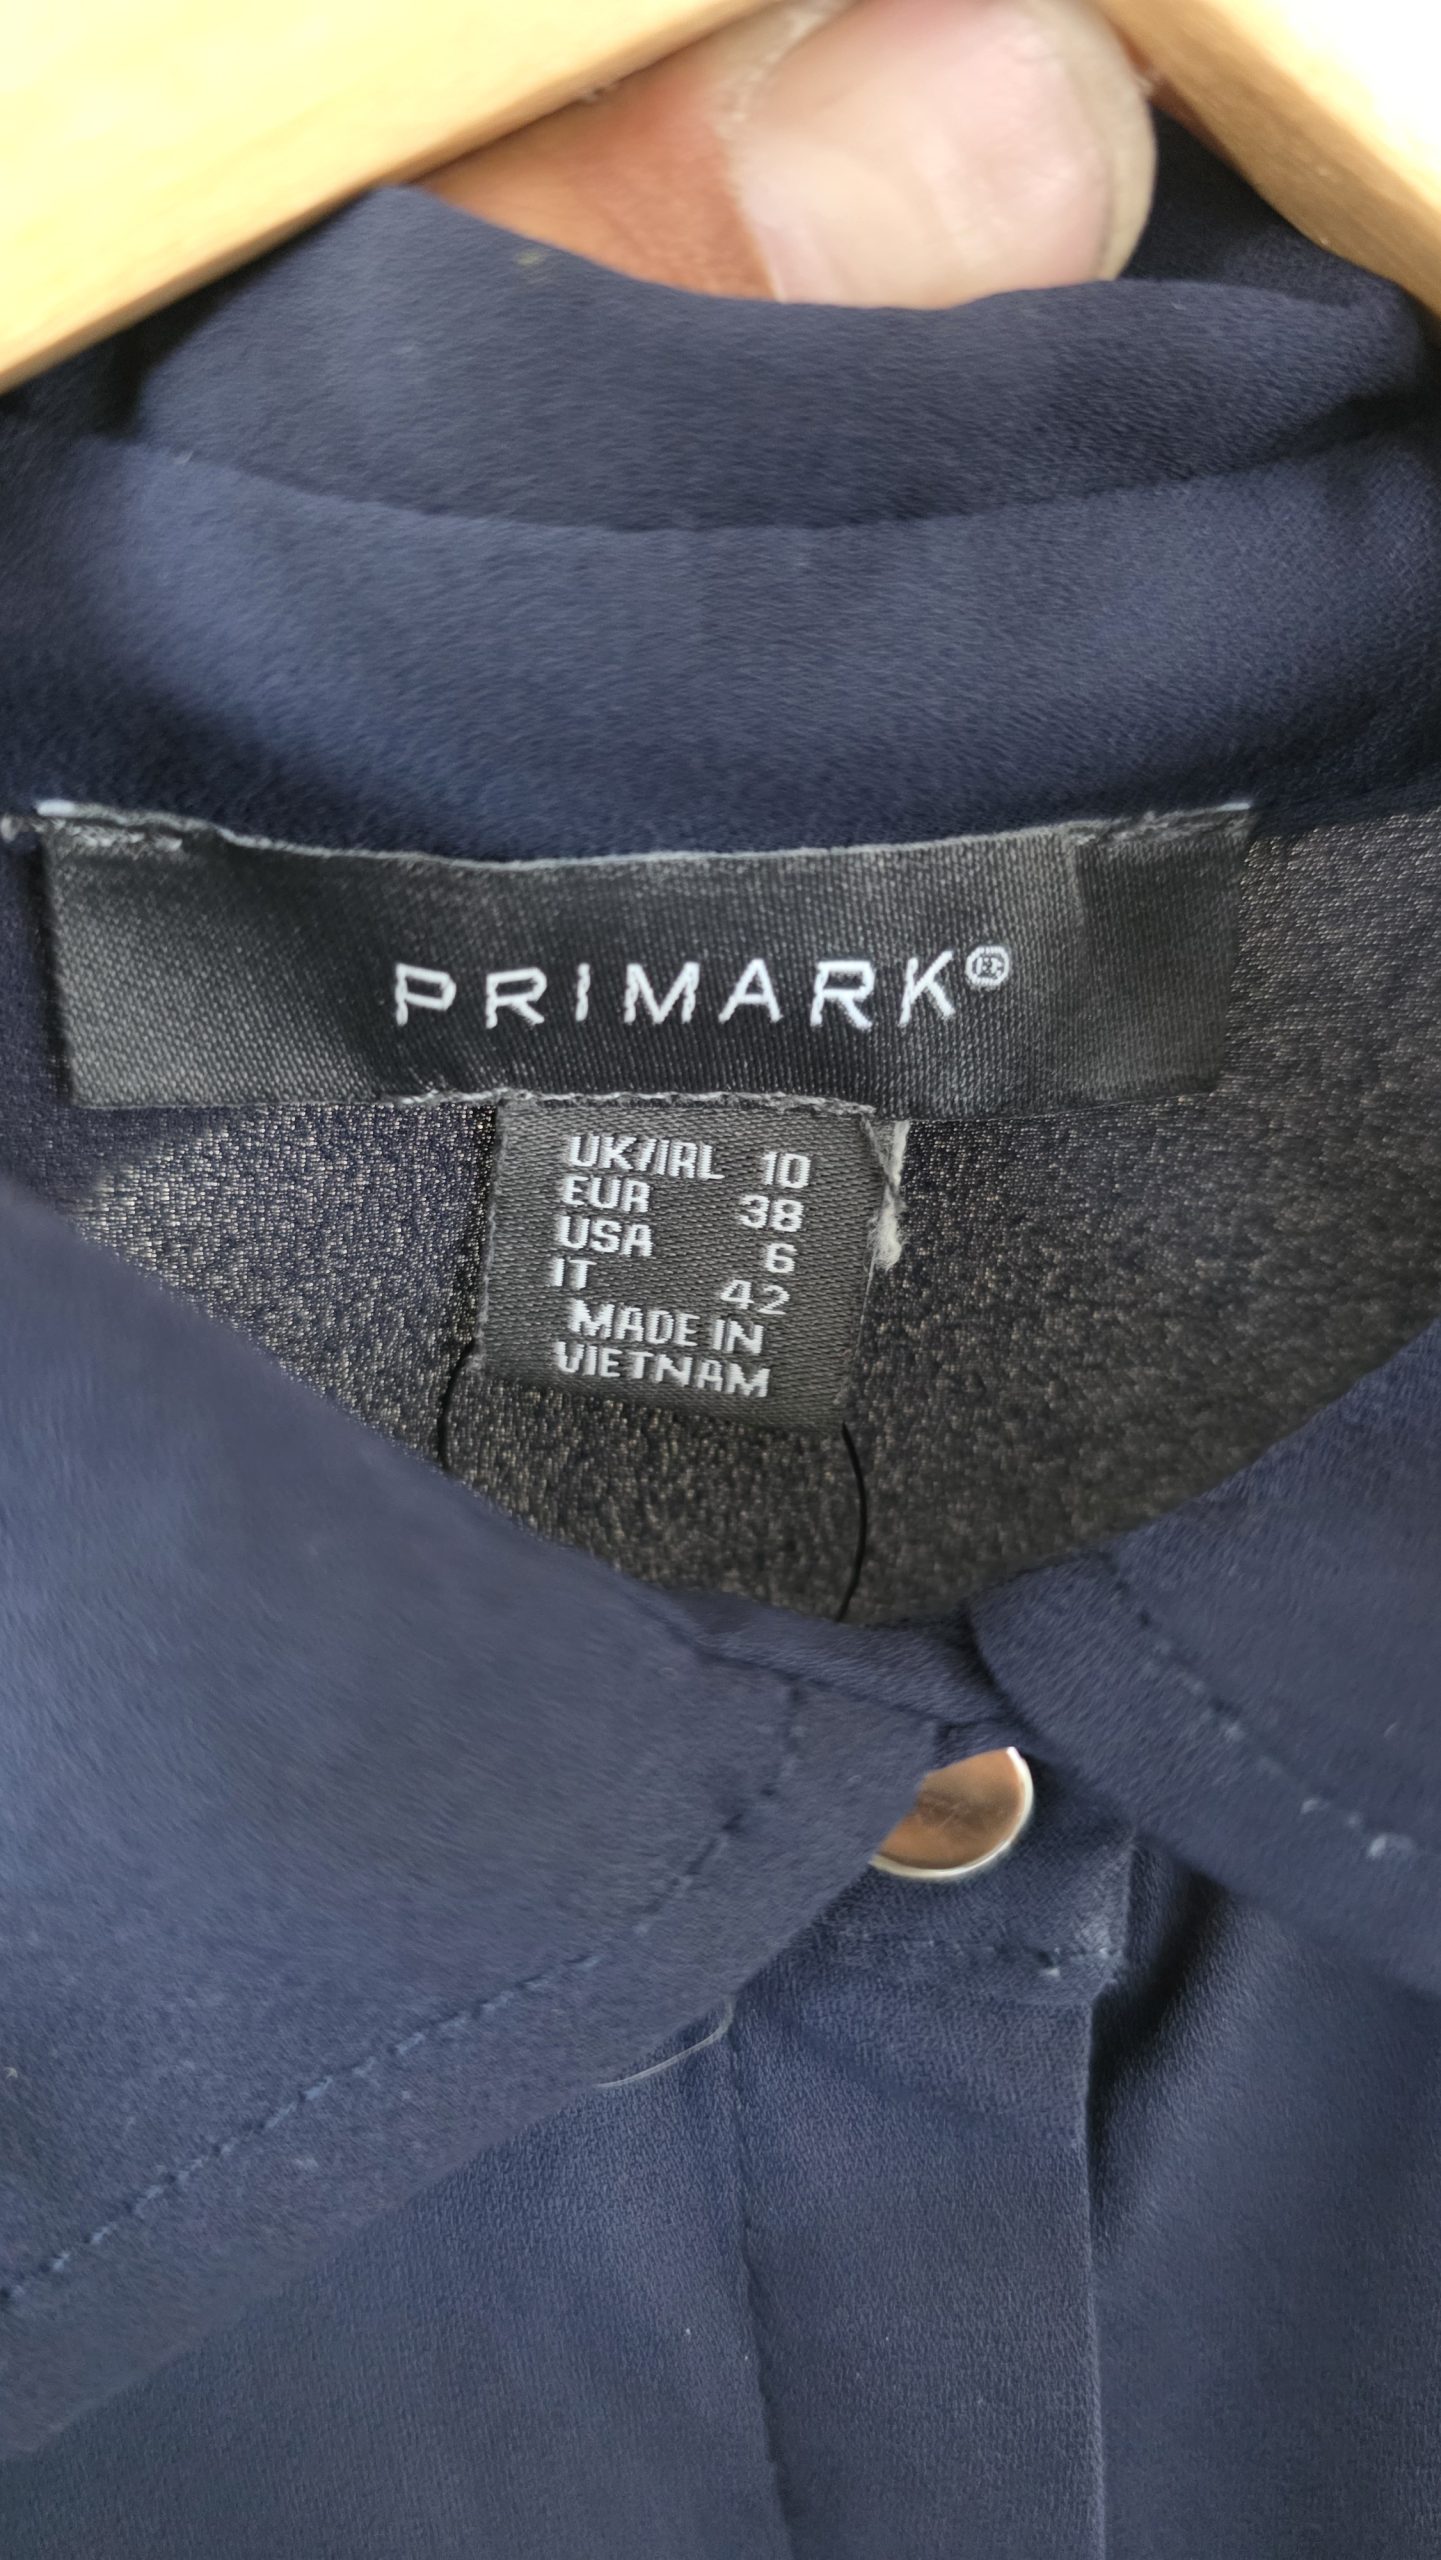 PRIMARK®
UK/IRL 10
EUR 38
USA 6
IT 42
MADE IN
VIETNAM